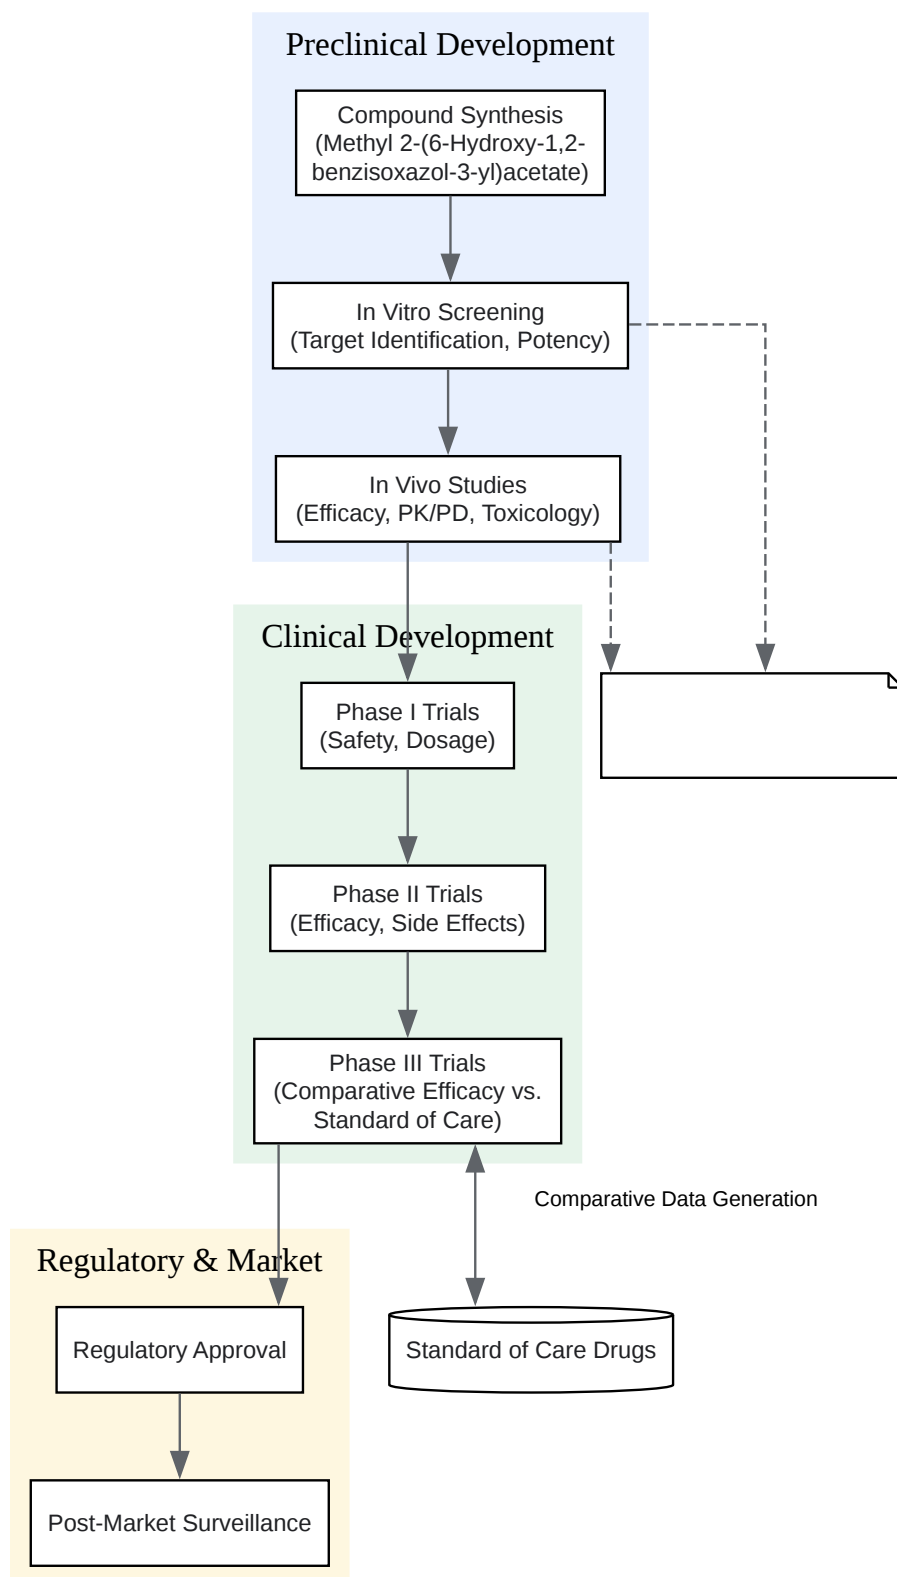 Preclinical Development
Compound Synthesis
(Methyl 2-(6-Hydroxy-1,2-
benzisoxazol-3-yl)acetate)
In Vitro Screening
(Target Identification, Potency)
In Vivo Studies
(Efficacy, PK/PD, Toxicology)
Clinical Development
Phase I Trials
(Safety, Dosage)
Phase II Trials
(Efficacy, Side Effects)
Phase III Trials
(Comparative Efficacy vs.
Standard of Care)
Comparative Data Generation
Regulatory & Market
Regulatory Approval
Standard of Care Drugs
Post-Market Surveillance